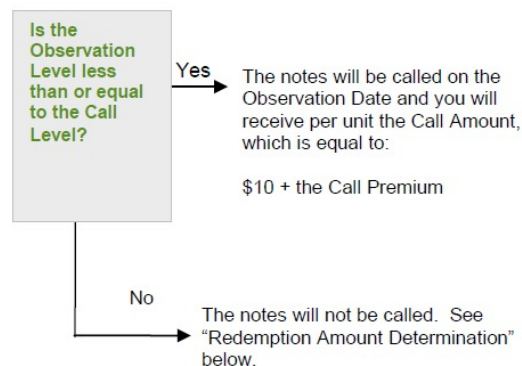 Is the
Observation
Level less
than or equal
to the Call
Level?
Yes
The notes will be called on the
Observation Date and you will
receive per unit the Call Amount,
which is equal to:
$10 + the Call Premium
No
The notes will not be called.  See
“Redemption Amount Determination”
below.